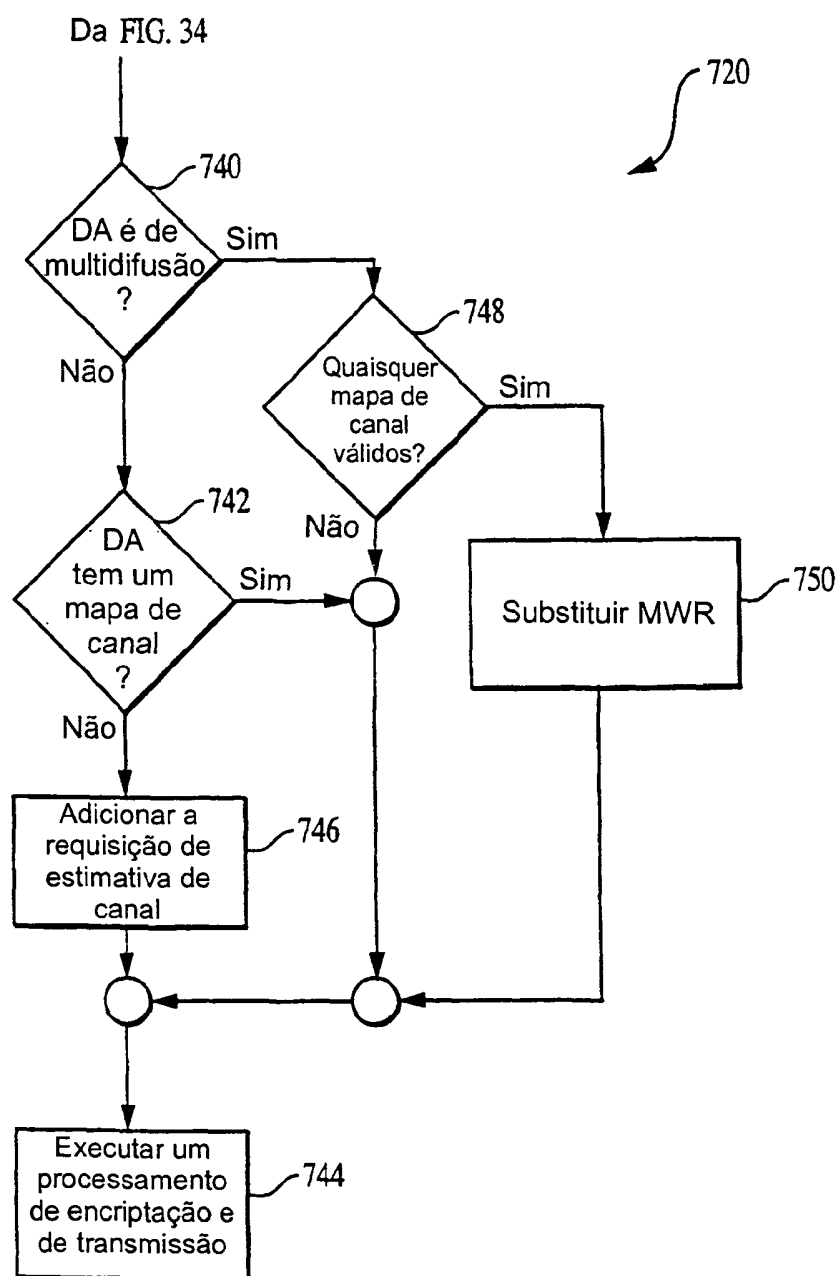 Da FIG. 34
720
740
DA é de
multidifusão
?
Sim
Não
748
Quaisquer
mapa de
canal
válidos?
Sim
Não
742
DA
tem um
mapa de
canal
?
Sim
Não
750
Substituir MWR
Adicionar a
requisição de
estimativa de
canal
746
Executar um
processamento
de encriptação e
de transmissão
744